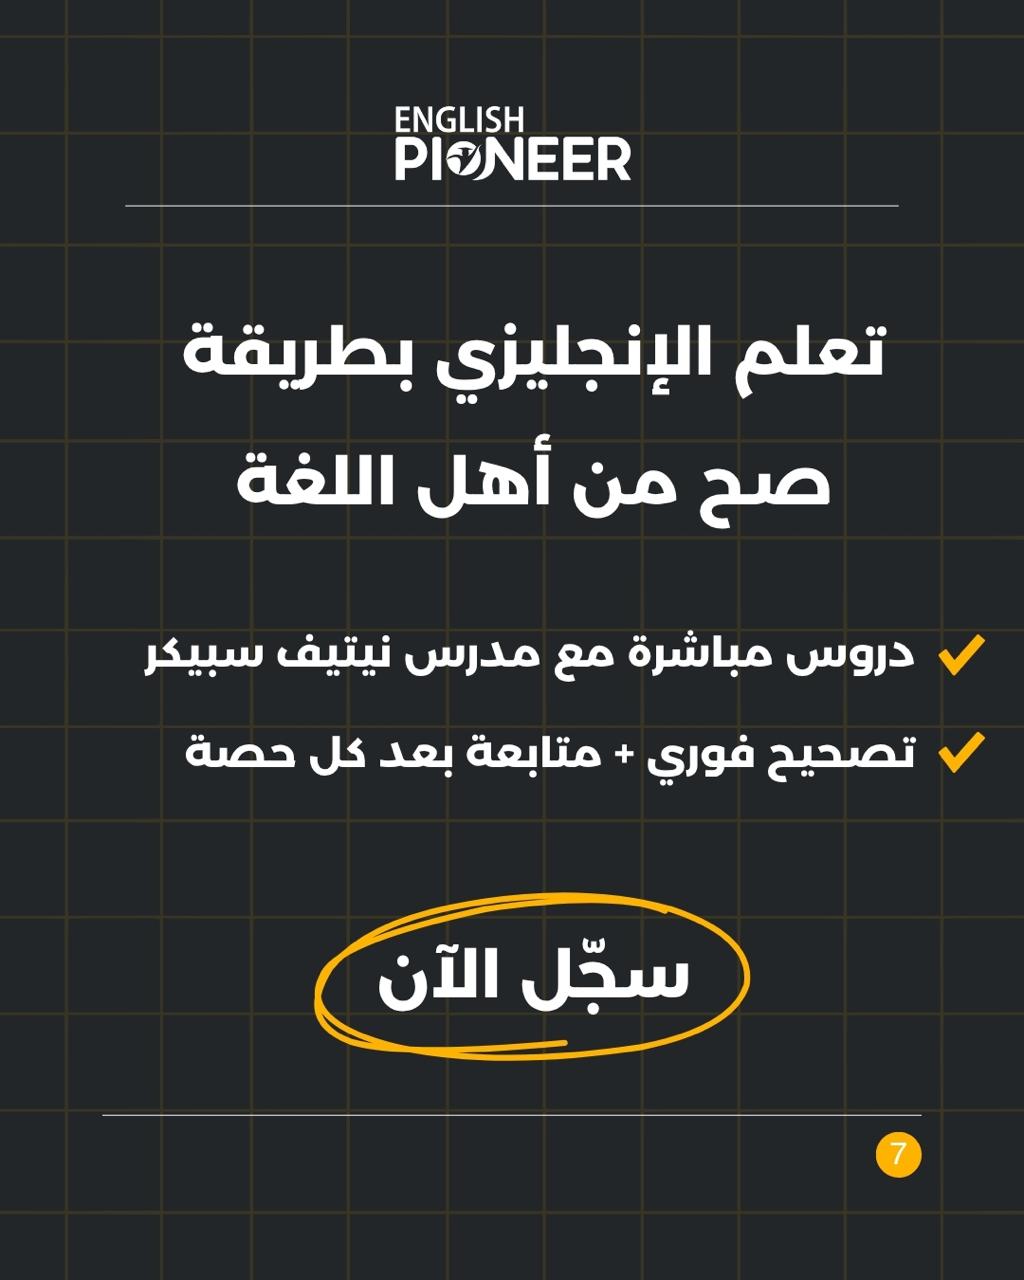 ENGLISH
PIONEER
تعلم الإنجليزي بطريقة
صح من أهل اللغة
دروس مباشرة مع مدرس نيتيف سبيكر
تصحيح فوري + متابعة بعد كل حصة
سجّل الآن
7